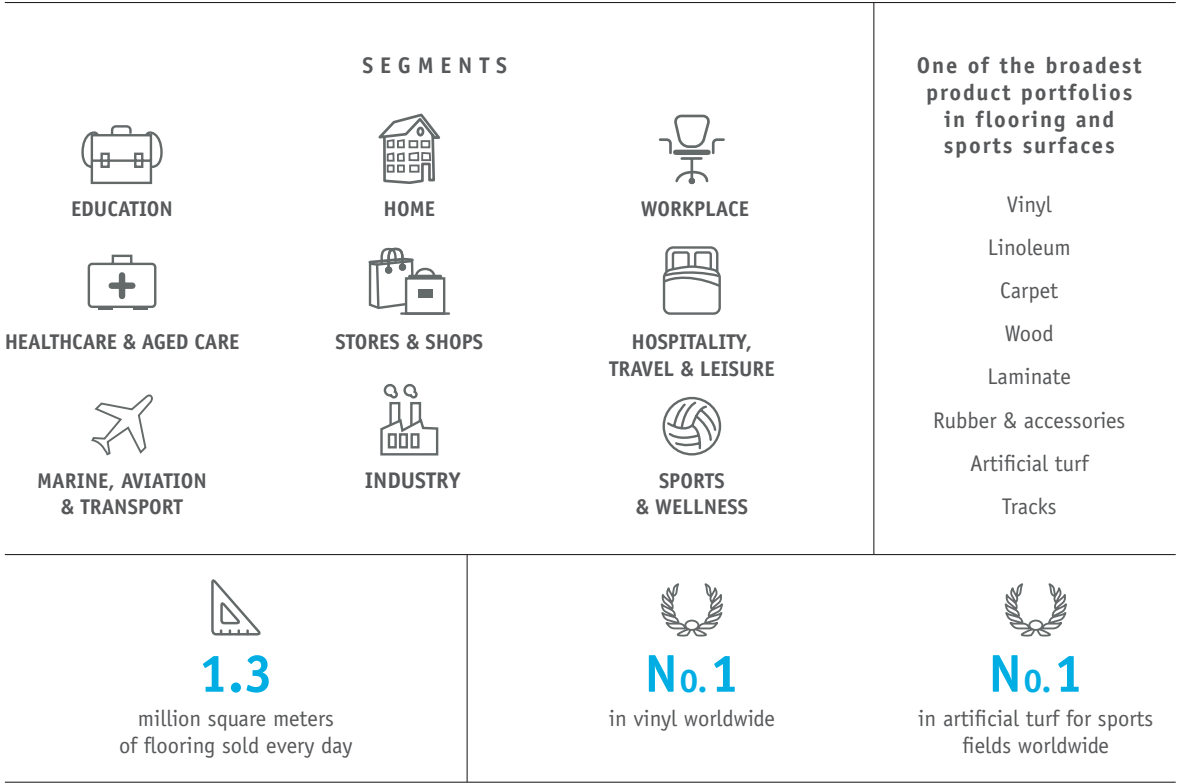 SEGMENTS
EDUCATION
HOME
WORKPLACE
HEALTHCARE & AGED CARE
STORES & SHOPS
HOSPITALITY,
TRAVEL & LEISURE
MARINE, AVIATION
& TRANSPORT
INDUSTRY
SPORTS
& WELLNESS
One of the broadest
product portfolios
in flooring and
sports surfaces
Vinyl
Linoleum
Carpet
Wood
Laminate
Rubber & accessories
Artificial turf
Tracks
1.3
million square meters
of flooring sold every day
No. 1
in vinyl worldwide
No. 1
in artificial turf for sports
fields worldwide